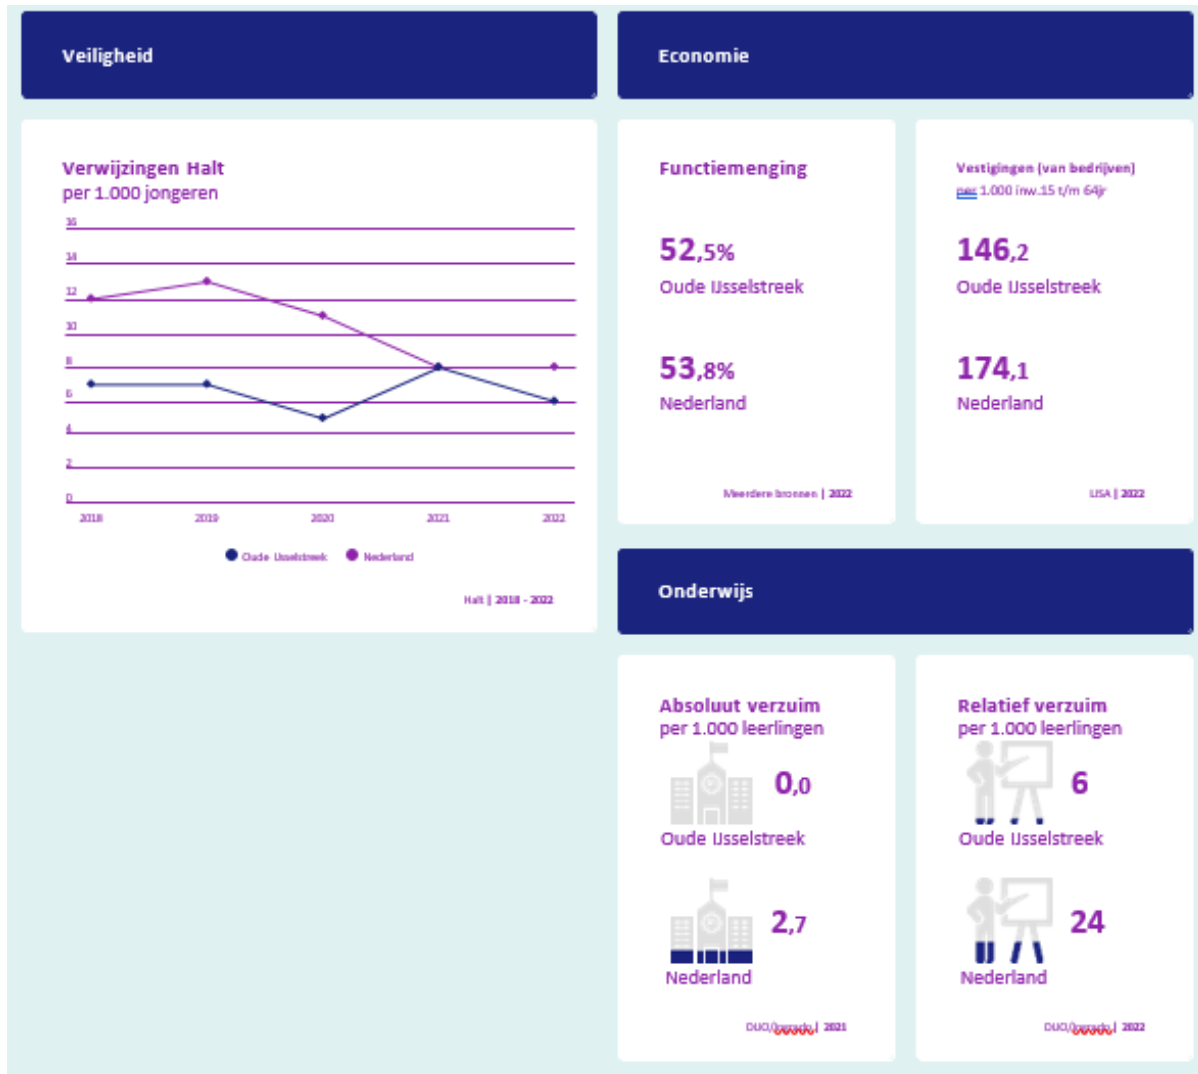 Veiligheid
Verwijzingen Halt
per 1.000 jongeren
16
14
12
10
8
6
4
2
0
2018 2019 2020 2021 2022
Oude IJsselstreek Nederland
Halt | 2018 - 2022
Economie
Functiemenging
52,5%
Oude IJsselstreek
53,8%
Nederland
Meerdere bronnen | 2022
Vestigingen (van bedrijven)
per 1.000 inw.15 t/m 64jr
146,2
Oude IJsselstreek
174,1
Nederland
LISA | 2022
Onderwijs
Absoluut verzuim
per 1.000 leerlingen
0,0
Oude IJsselstreek
2,7
Nederland
DUO/Ingrado | 2021
Relatief verzuim
per 1.000 leerlingen
6
Oude IJsselstreek
24
Nederland
DUO/Ingrado | 2022